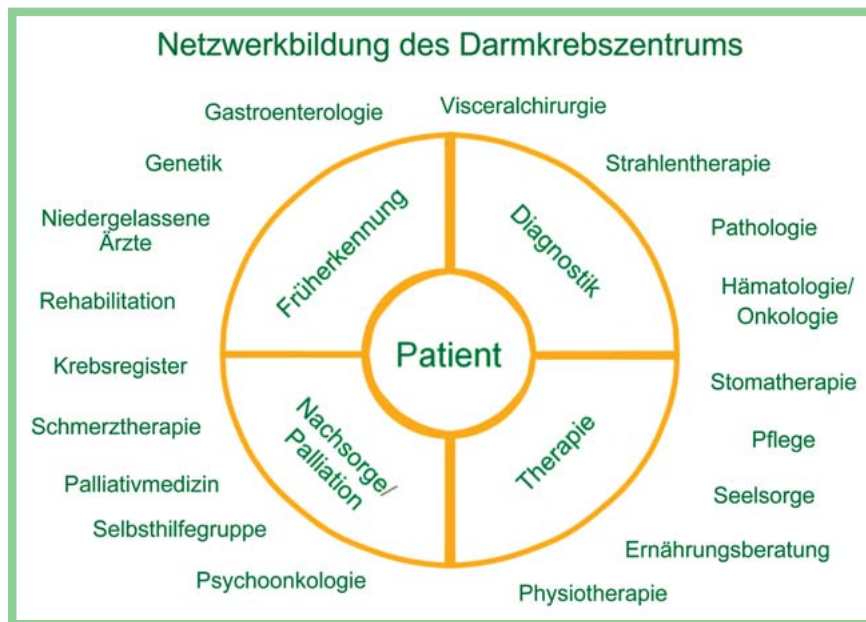 Netzwerkbildung des Darmkrebszentrums
Gastroenterologie
Visceralchirurgie
Genetik
Strahlentherapie
Niedergelassene
Ärzte
Pathologie
Rehabilitation
Hämatologie/
Onkologie
Krebsregister
Stomatherapie
Schmerztherapie
Pflege
Palliativmedizin
Seelsorge
Selbsthilfegruppe
Ernährungsberatung
Psychoonkologie
Physiotherapie
Früherkennung
Diagnostik
Patient
Nachsorge/
Palliation
Therapie